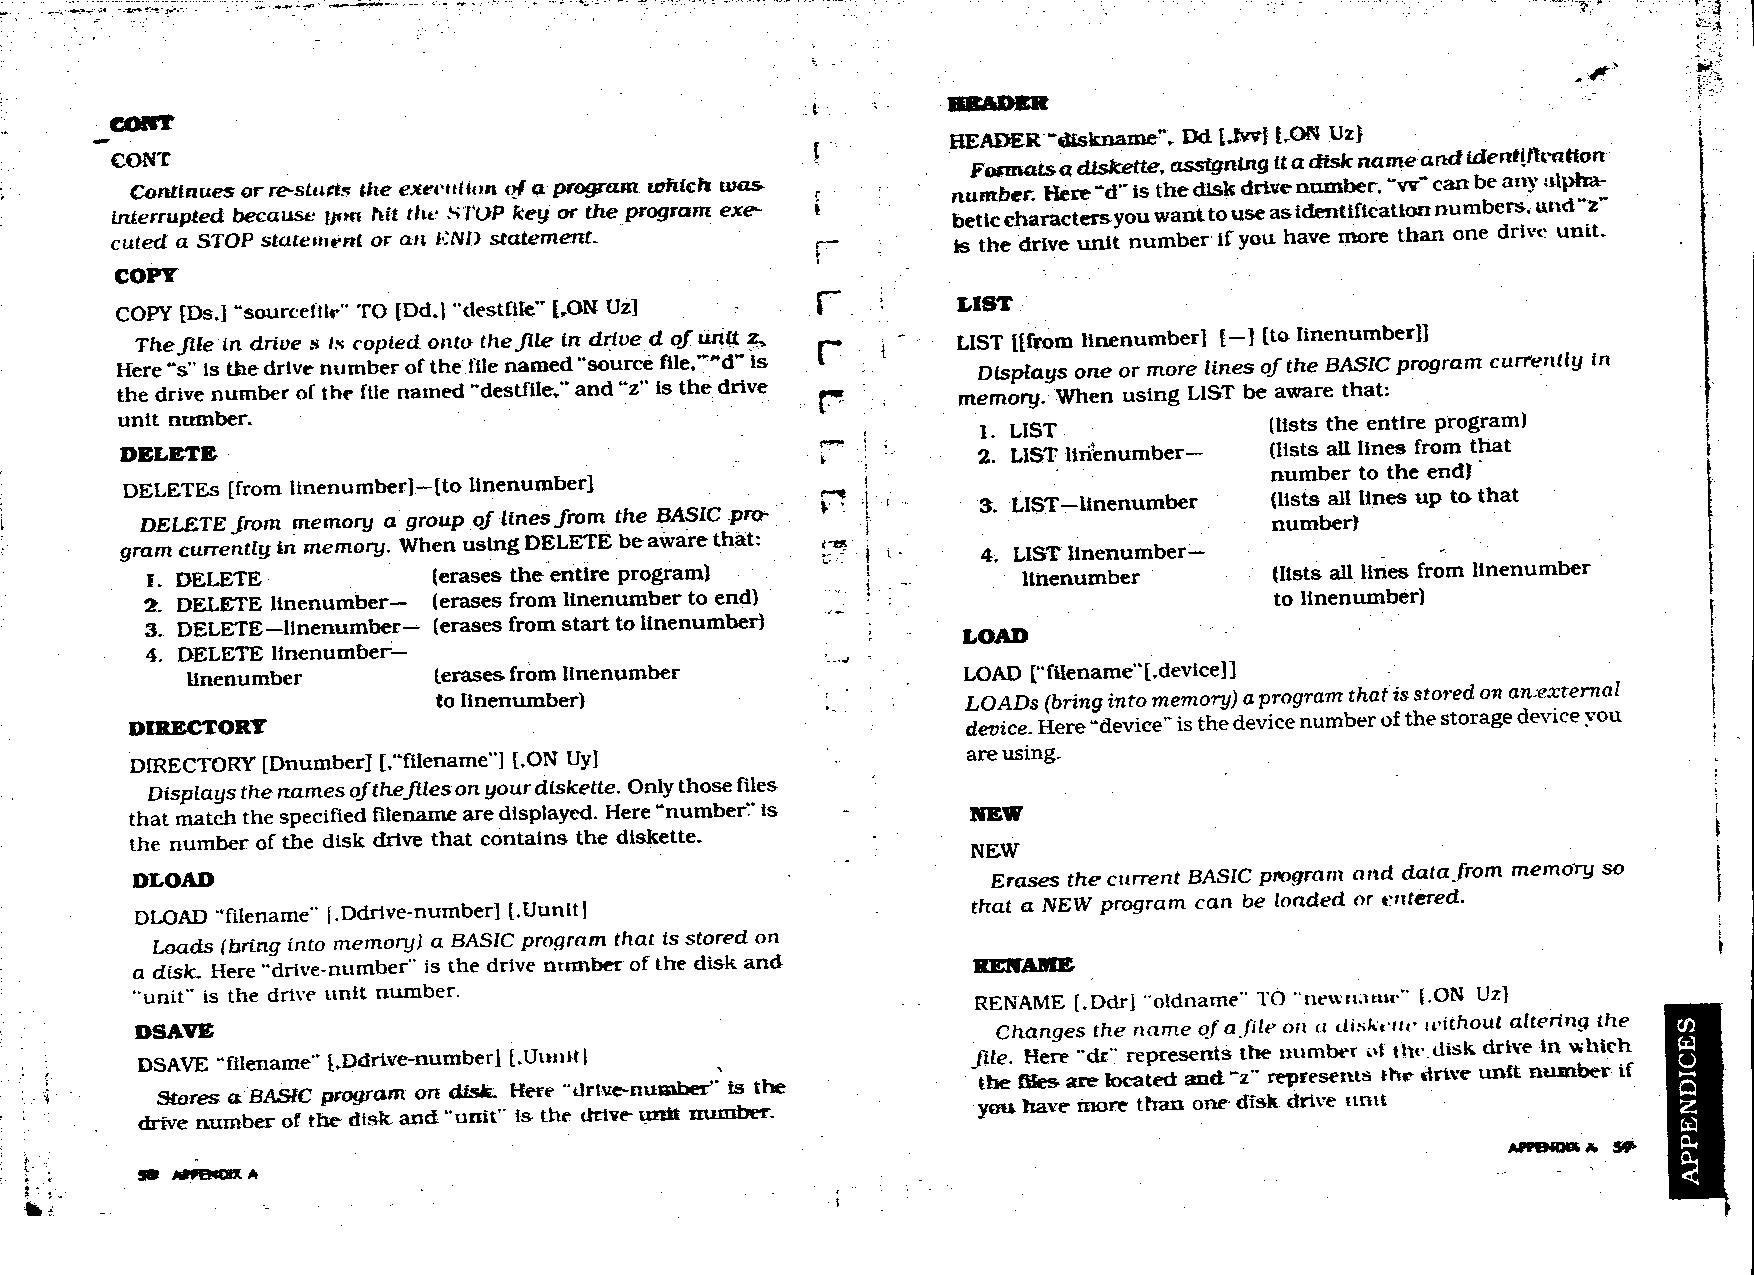 CONT
CONT
Continues or re-starts the execution of a program which was
interrupted because you hit the STOP key or the program exe-
cuted a STOP statement or an END statement.
COPY
COPY [Ds,] "sourcefile" TO [Dd,] "destfile" [,ON Uz]
The file in drive s is copied onto the file in drive d of unit z.
Here "s" is the drive number of the file named "source file," "d" is
the drive number of the file named "destfile," and "z" is the drive
unit number.
DELETE
DELETEs [from linenumber]—[to linenumber]
DELETE from memory a group of lines from the BASIC pro-
gram currently in memory. When using DELETE be aware that:
1. DELETE (erases the entire program)
2. DELETE linenumber— (erases from linenumber to end)
3. DELETE—linenumber— (erases from start to linenumber)
4. DELETE linenumber—
linenumber (erases from linenumber
to linenumber)
DIRECTORY
DIRECTORY [Dnumber] [,"filename"] [,ON Uy]
Displays the names of the files on your diskette. Only those files
that match the specified filename are displayed. Here "number" is
the number of the disk drive that contains the diskette.
DLOAD
DLOAD "filename" [,Ddrive-number] [,Uunit]
Loads (bring into memory) a BASIC program that is stored on
a disk. Here "drive-number" is the drive number of the disk and
"unit" is the drive unit number.
DSAVE
DSAVE "filename" [,Ddrive-number] [,Uunit]
Stores a BASIC program on disk. Here "drive-number" is the
drive number of the disk and "unit" is the drive unit number.
APPENDIX A
HEADER
HEADER "diskname", Dd [,Ivv] [,ON Uz]
Formats a diskette, assigning it a disk name and identification
number. Here "d" is the disk drive number, "vv" can be any alpha-
betic characters you want to use as identification numbers, and "z"
is the drive unit number if you have more than one drive unit.
LIST
LIST [[from linenumber] [—] [to linenumber]]
Displays one or more lines of the BASIC program currently in
memory. When using LIST be aware that:
1. LIST (lists the entire program)
2. LIST linenumber— (lists all lines from that
number to the end)
3. LIST—linenumber (lists all lines up to that
number)
4. LIST linenumber—
linenumber (lists all lines from linenumber
to linenumber)
LOAD
LOAD ["filename"[,device]]
LOADs (bring into memory) a program that is stored on an external
device. Here "device" is the device number of the storage device you
are using.
NEW
NEW
Erases the current BASIC program and data from memory so
that a NEW program can be loaded or entered.
RENAME
RENAME [,Ddr] "oldname" TO "newname" [,ON Uz]
Changes the name of a file on a diskette without altering the
file. Here "dr" represents the number of the disk drive in which
the files are located and "z" represents the drive unit number if
you have more than one disk drive unit
APPENDIX A
APPENDICES